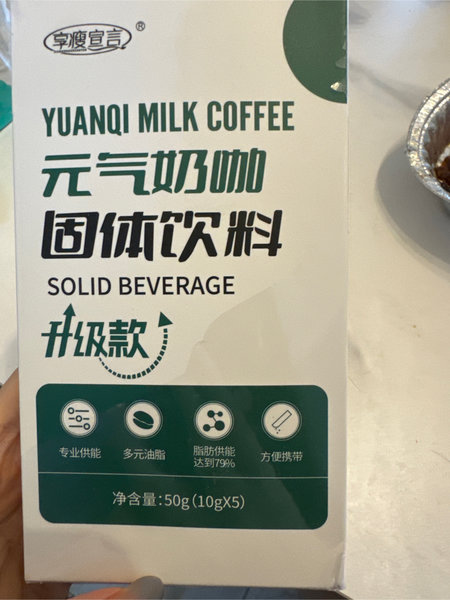 享瘦宣言®
YUANQI MILK COFFEE
元气奶咖
固体饮料
SOLID BEVERAGE
升级款
专业供能 多元油脂 脂肪供能 方便携带
达到79%
净含量:50g(10gX5)